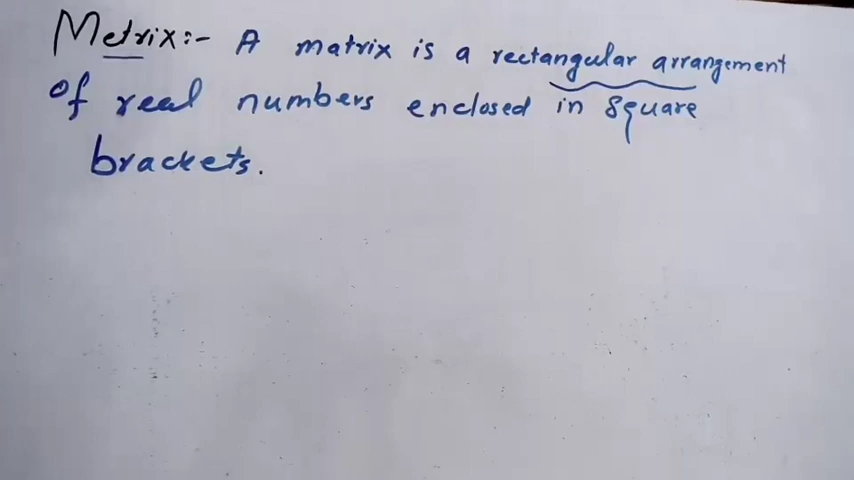 Metrix:- A matrix is a rectangular arrangement
Of real numbers enclosed in square
brackets.